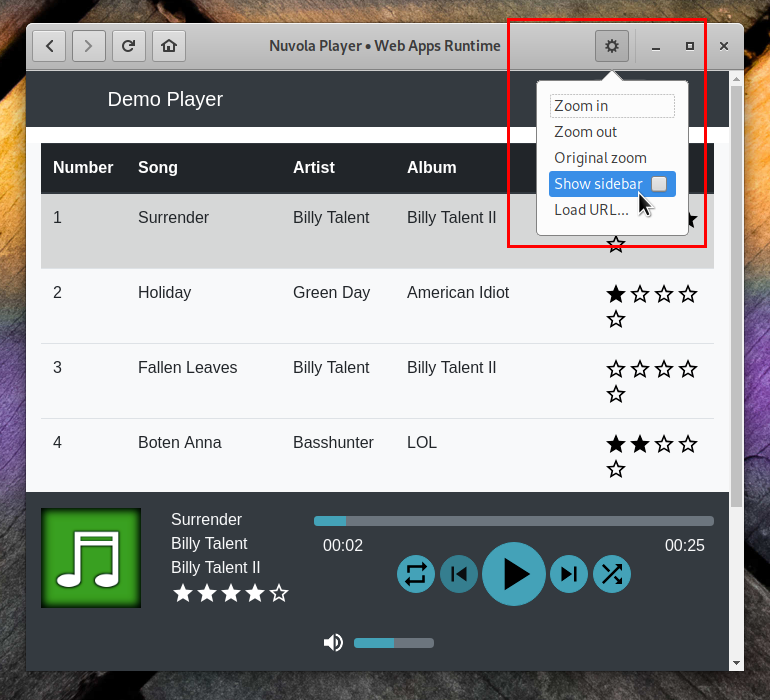 Nuvola Player • Web Apps Runtime
Demo Player
Zoom in
Zoom out
Original zoom
Show sidebar
Load URL...
Number Song Artist Album
1 Surrender Billy Talent Billy Talent II
2 Holiday Green Day American Idiot
3 Fallen Leaves Billy Talent Billy Talent II
4 Boten Anna Basshunter LOL
Surrender
Billy Talent
Billy Talent II
00:02 00:25